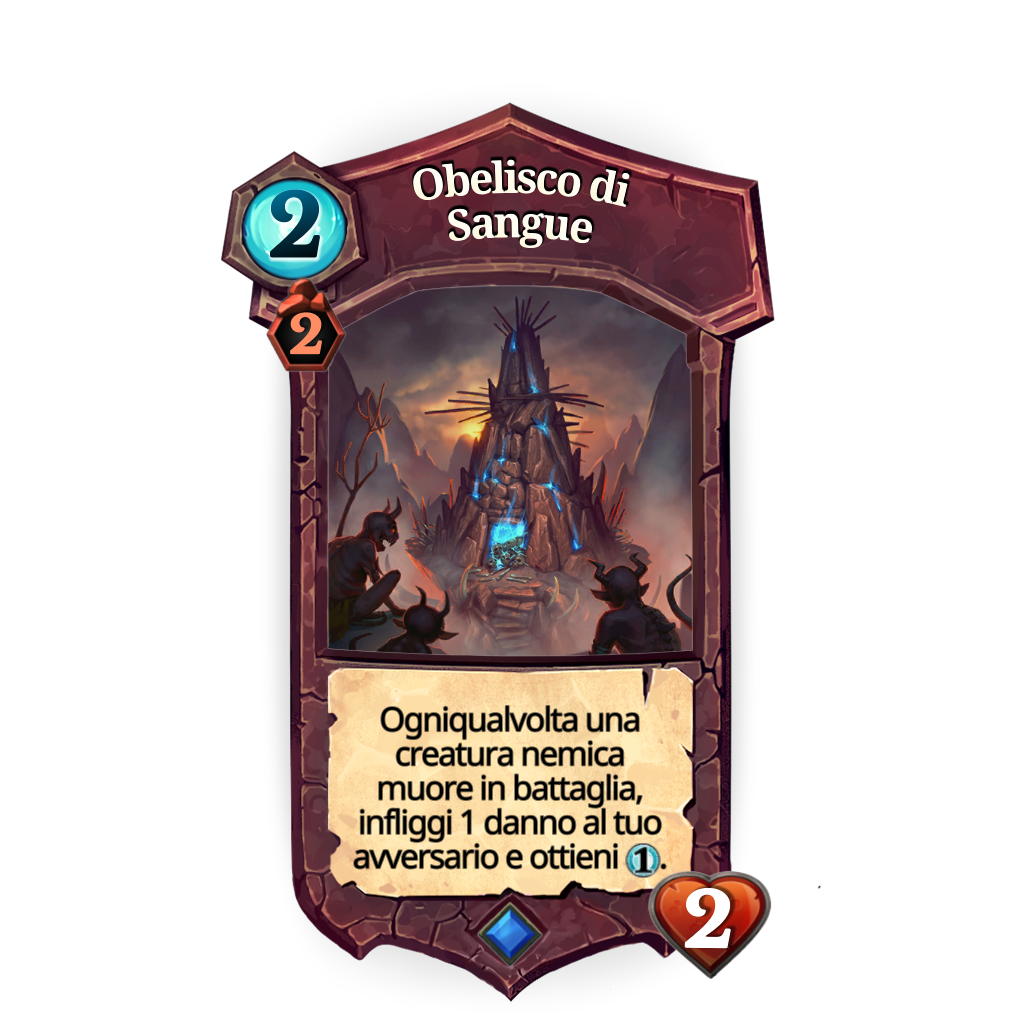 Obelisco di
Sangue
2
2
Ogniqualvolta una
creatura nemica
muore in battaglia,
infliggi 1 danno al tuo
avversario e ottieni 1.
2